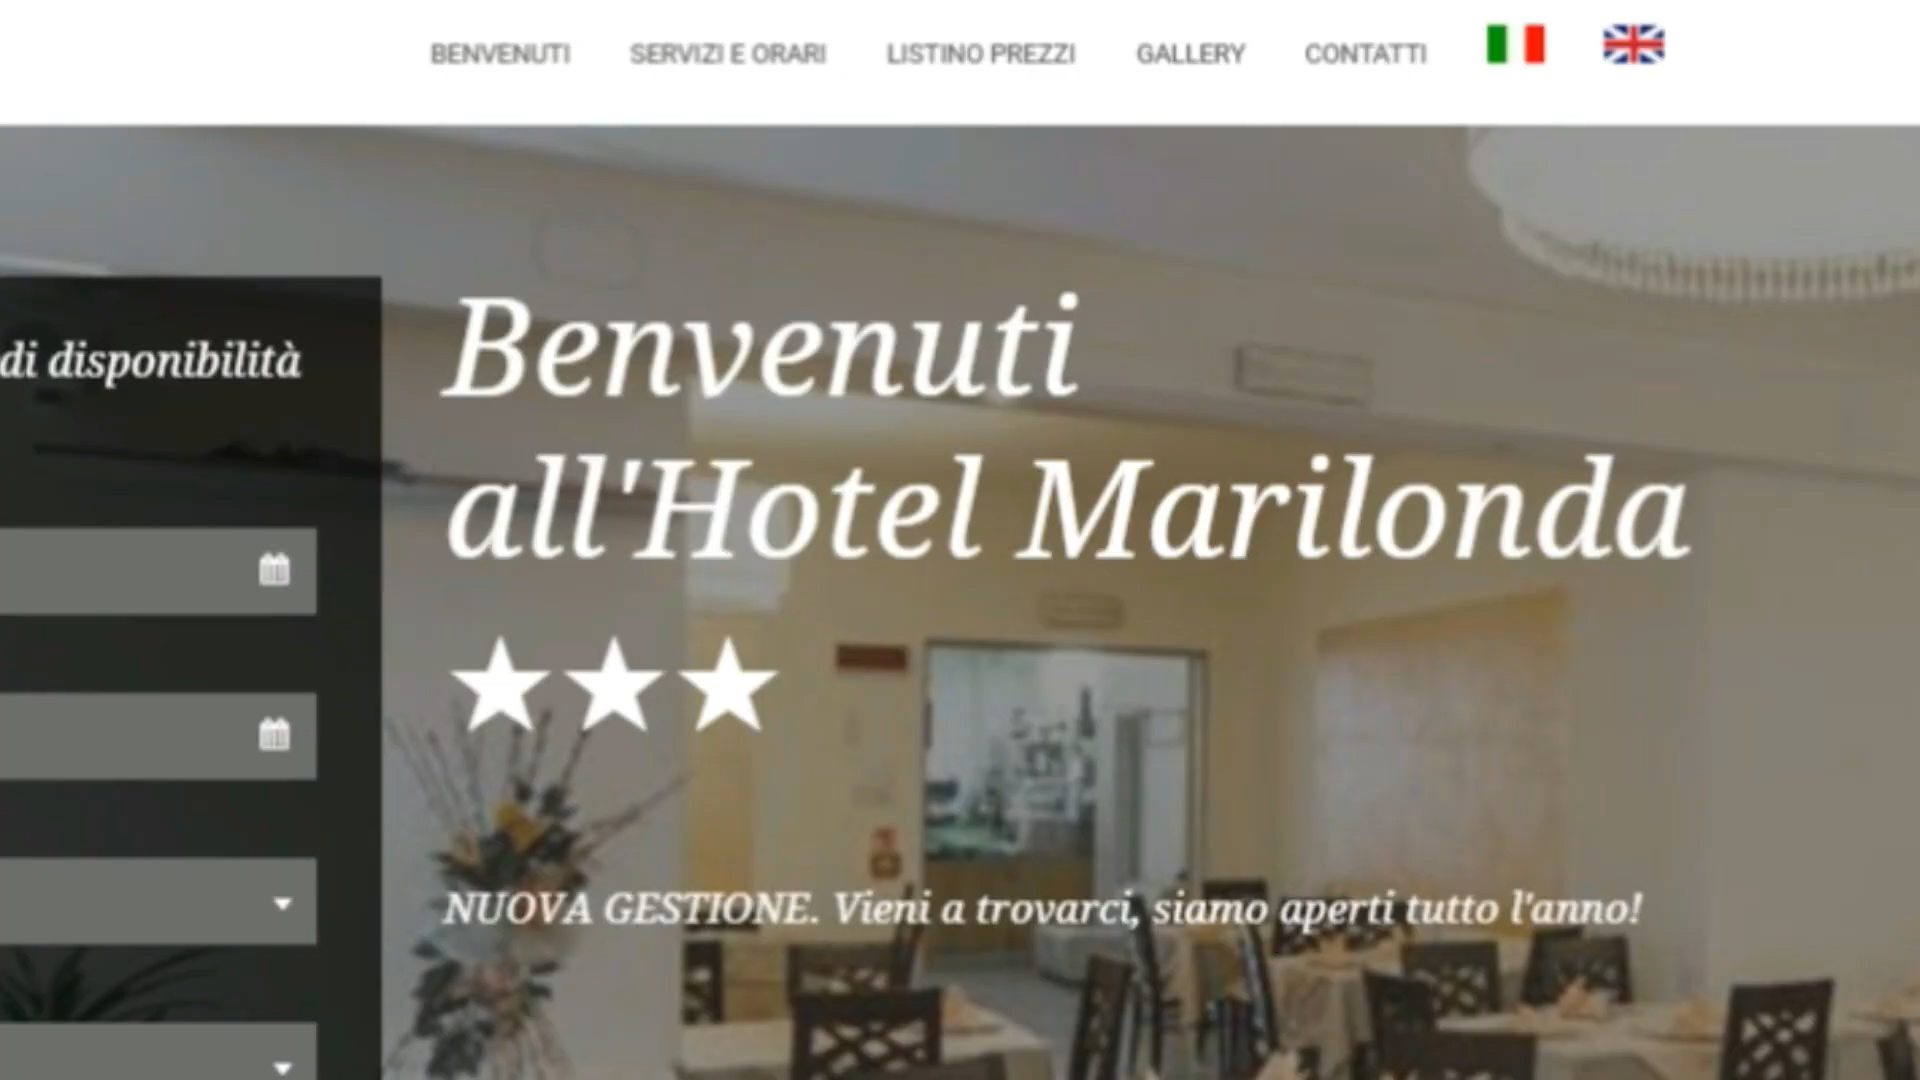 BENVENUTI SERVIZI E ORARI LISTINO PREZZI GALLERY CONTATTI
di disponibilità
Benvenuti
all'Hotel Marilonda
NUOVA GESTIONE. Vieni a trovarci, siamo aperti tutto l'anno!